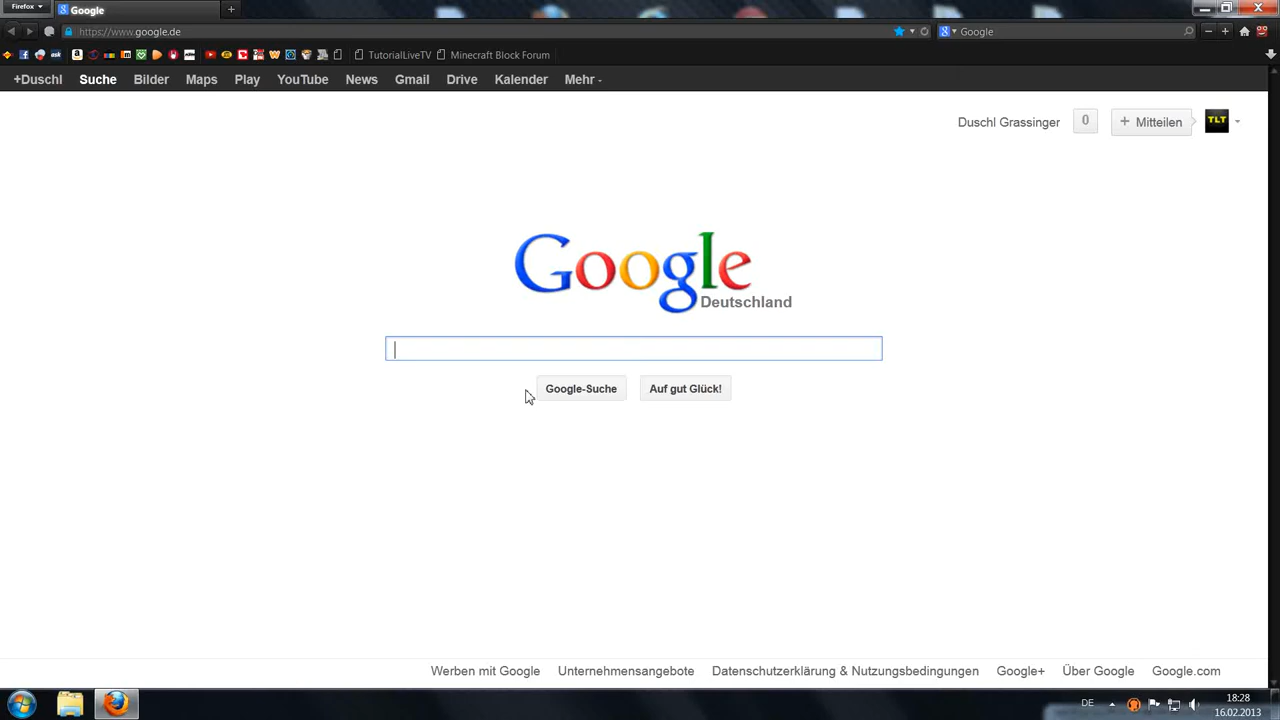 Firefox
Google
https://www.google.de
Google
TutorialLiveTV Minecraft Block Forum
+Duschl Suche Bilder Maps Play YouTube News Gmail Drive Kalender Mehr
Duschl Grassinger 0 + Mitteilen TLT
Google
Deutschland
Google-Suche Auf gut Glück!
Werben mit Google Unternehmensangebote Datenschutzerklärung & Nutzungsbedingungen Google+ Über Google Google.com
DE 18:28
16.02.2013